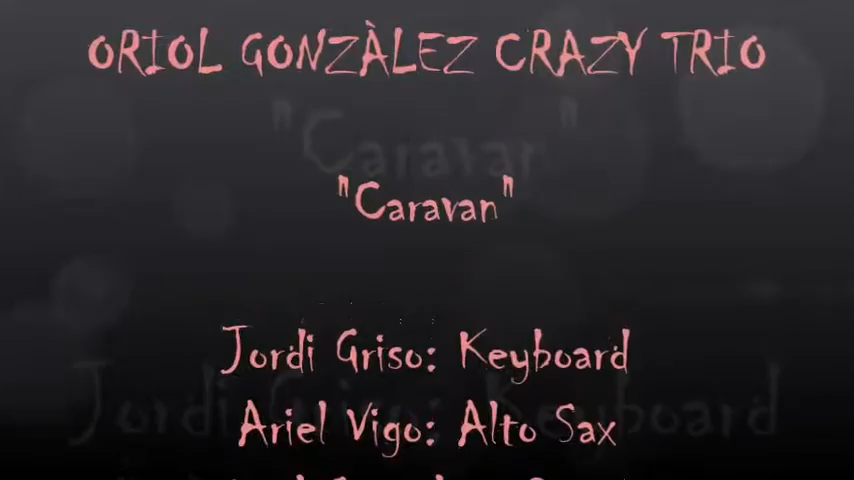 ORIOL GONZÀLEZ CRAZY TRIO
"Caravan"
Jordi Griso: Keyboard
Ariel Vigo: Alto Sax